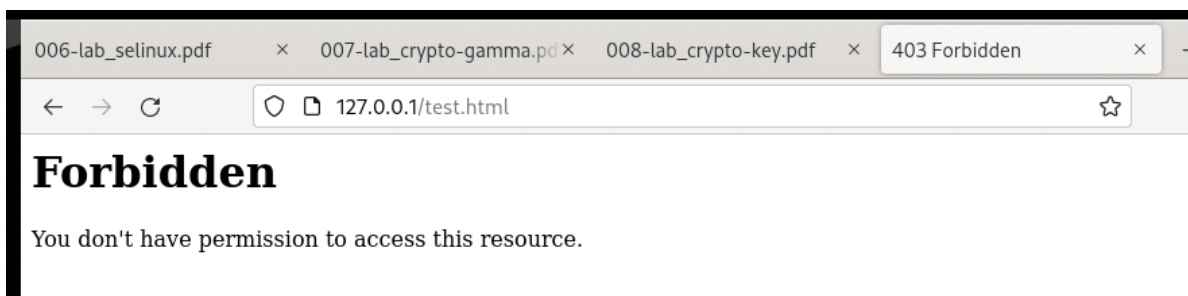 006-lab_selinux.pdf 007-lab_crypto-gamma.pd 008-lab_crypto-key.pdf 403 Forbidden
127.0.0.1/test.html
Forbidden
You don't have permission to access this resource.